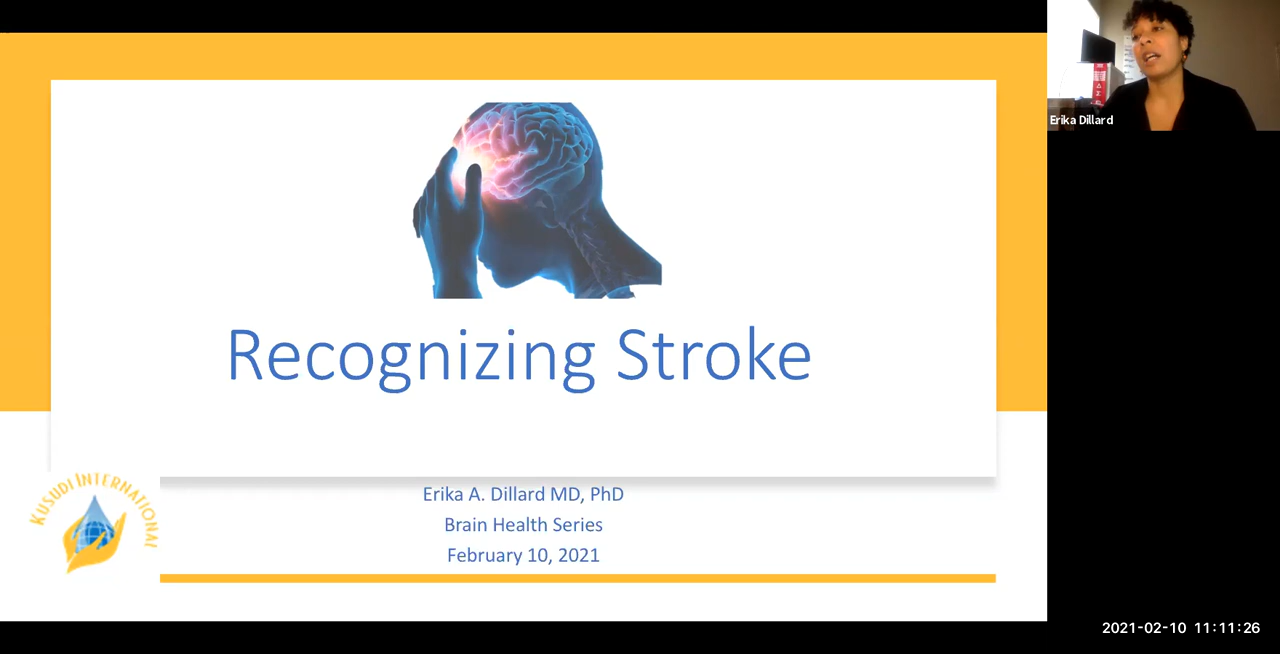 Recognizing Stroke
Erika A. Dillard MD, PhD
Brain Health Series
February 10, 2021
KUSUDI INTERNATIONAL
Erika Dillard
2021-02-10 11:11:26